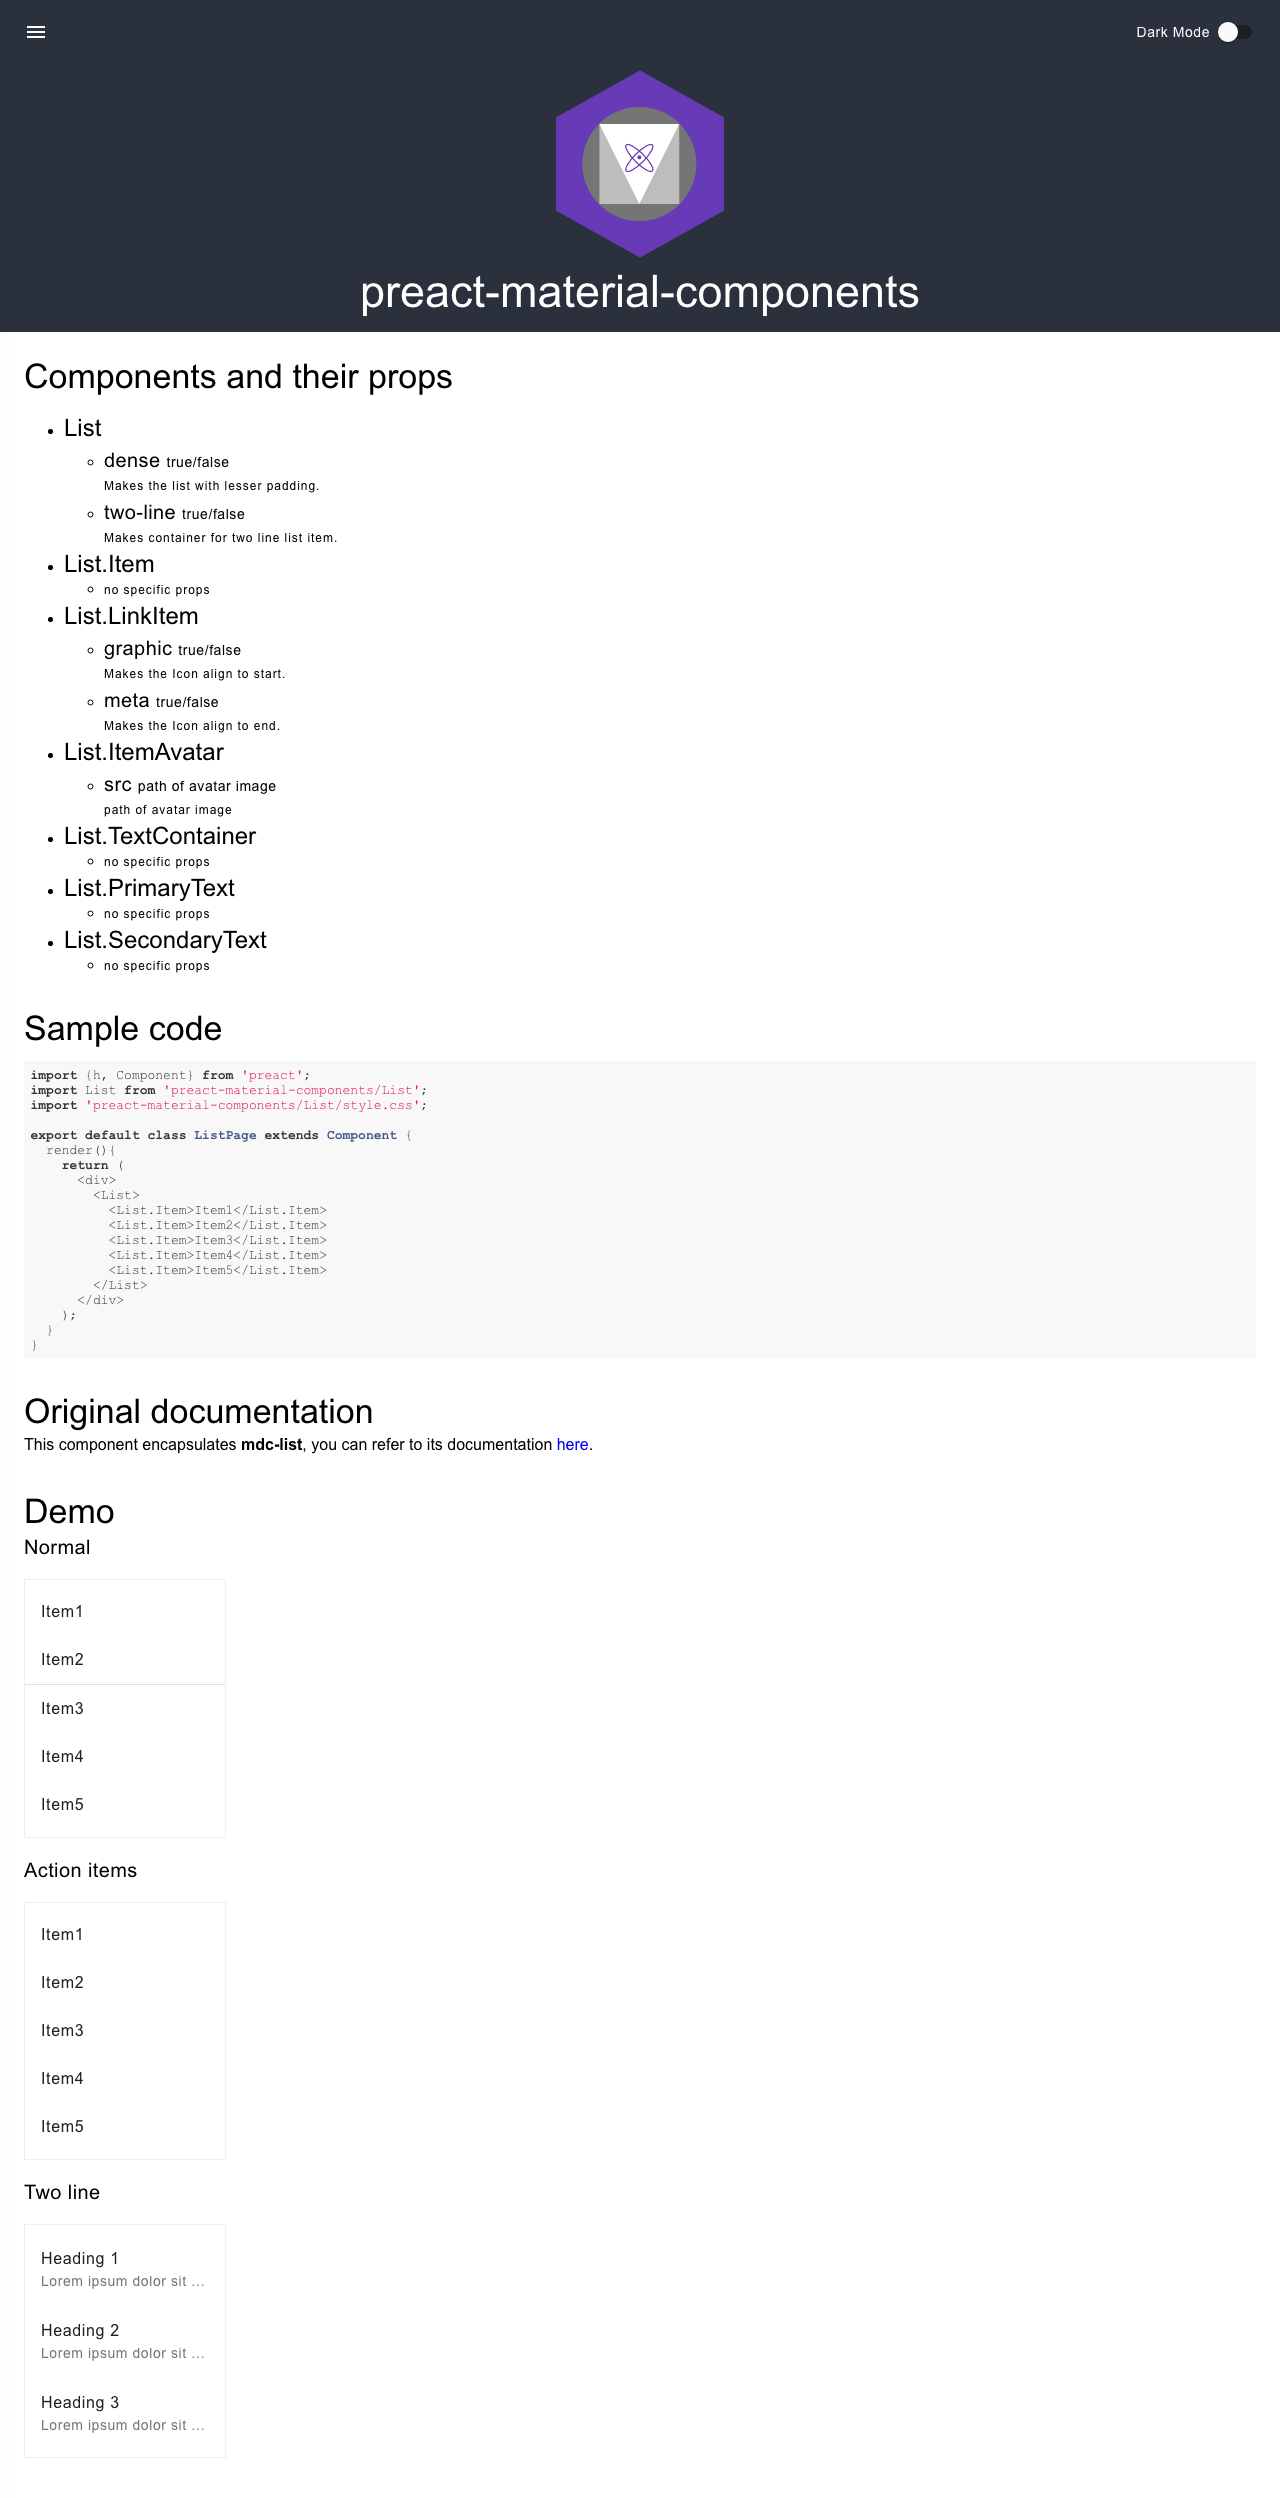 Dark Mode
preact-material-components
Components and their props
List
dense true/false
Makes the list with lesser padding.
two-line true/false
Makes container for two line list item.
List.Item
no specific props
List.LinkItem
graphic true/false
Makes the Icon align to start.
meta true/false
Makes the Icon align to end.
List.ItemAvatar
src path of avatar image
path of avatar image
List.TextContainer
no specific props
List.PrimaryText
no specific props
List.SecondaryText
no specific props
Sample code
import {h, Component} from 'preact';
import List from 'preact-material-components/List';
import 'preact-material-components/List/style.css';
export default class ListPage extends Component {
render(){
return (
<div>
<List>
<List.Item>Item1</List.Item>
<List.Item>Item2</List.Item>
<List.Item>Item3</List.Item>
<List.Item>Item4</List.Item>
<List.Item>Item5</List.Item>
</List>
</div>
);
}
}
Original documentation
This component encapsulates mdc-list, you can refer to its documentation here.
Demo
Normal
Item1
Item2
Item3
Item4
Item5
Action items
Item1
Item2
Item3
Item4
Item5
Two line
Heading 1
Lorem ipsum dolor sit ...
Heading 2
Lorem ipsum dolor sit ...
Heading 3
Lorem ipsum dolor sit ...